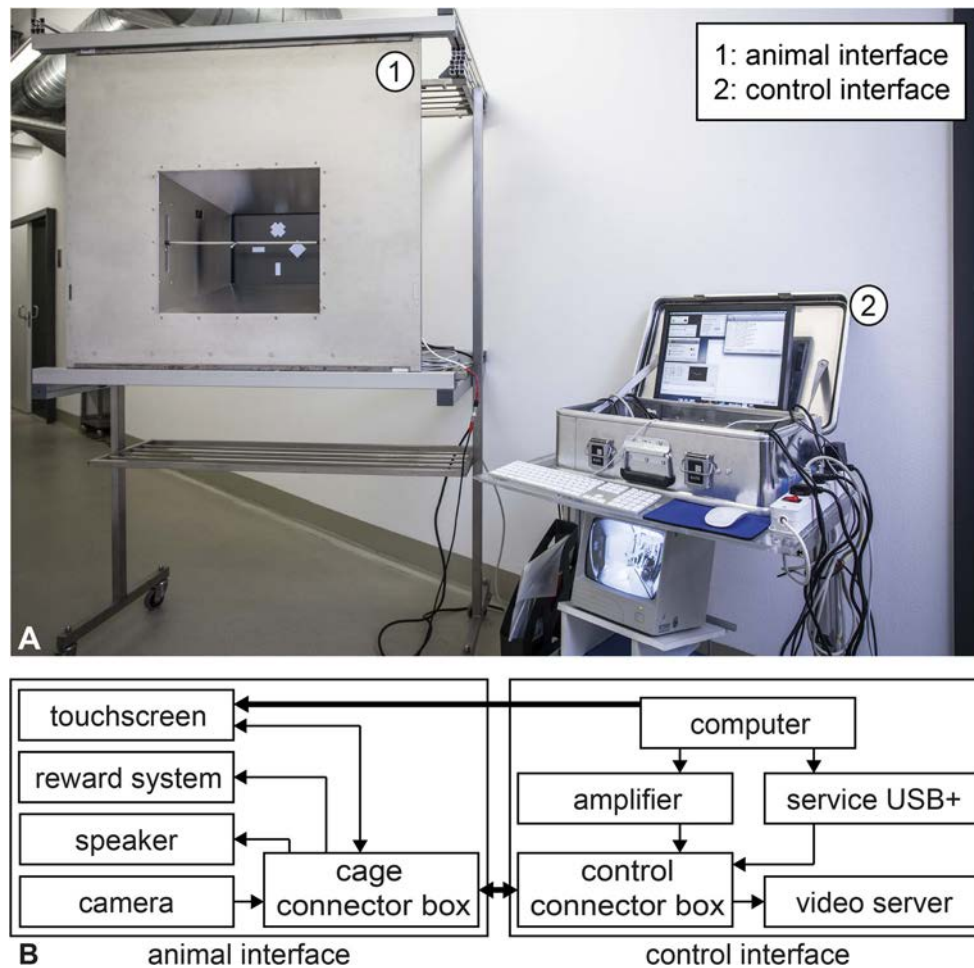 1
1: animal interface
2: control interface
2
A
touchscreen
reward system
speaker
camera
cage
connector box
computer
amplifier
service USB+
control
connector box
video server
B
animal interface
control interface